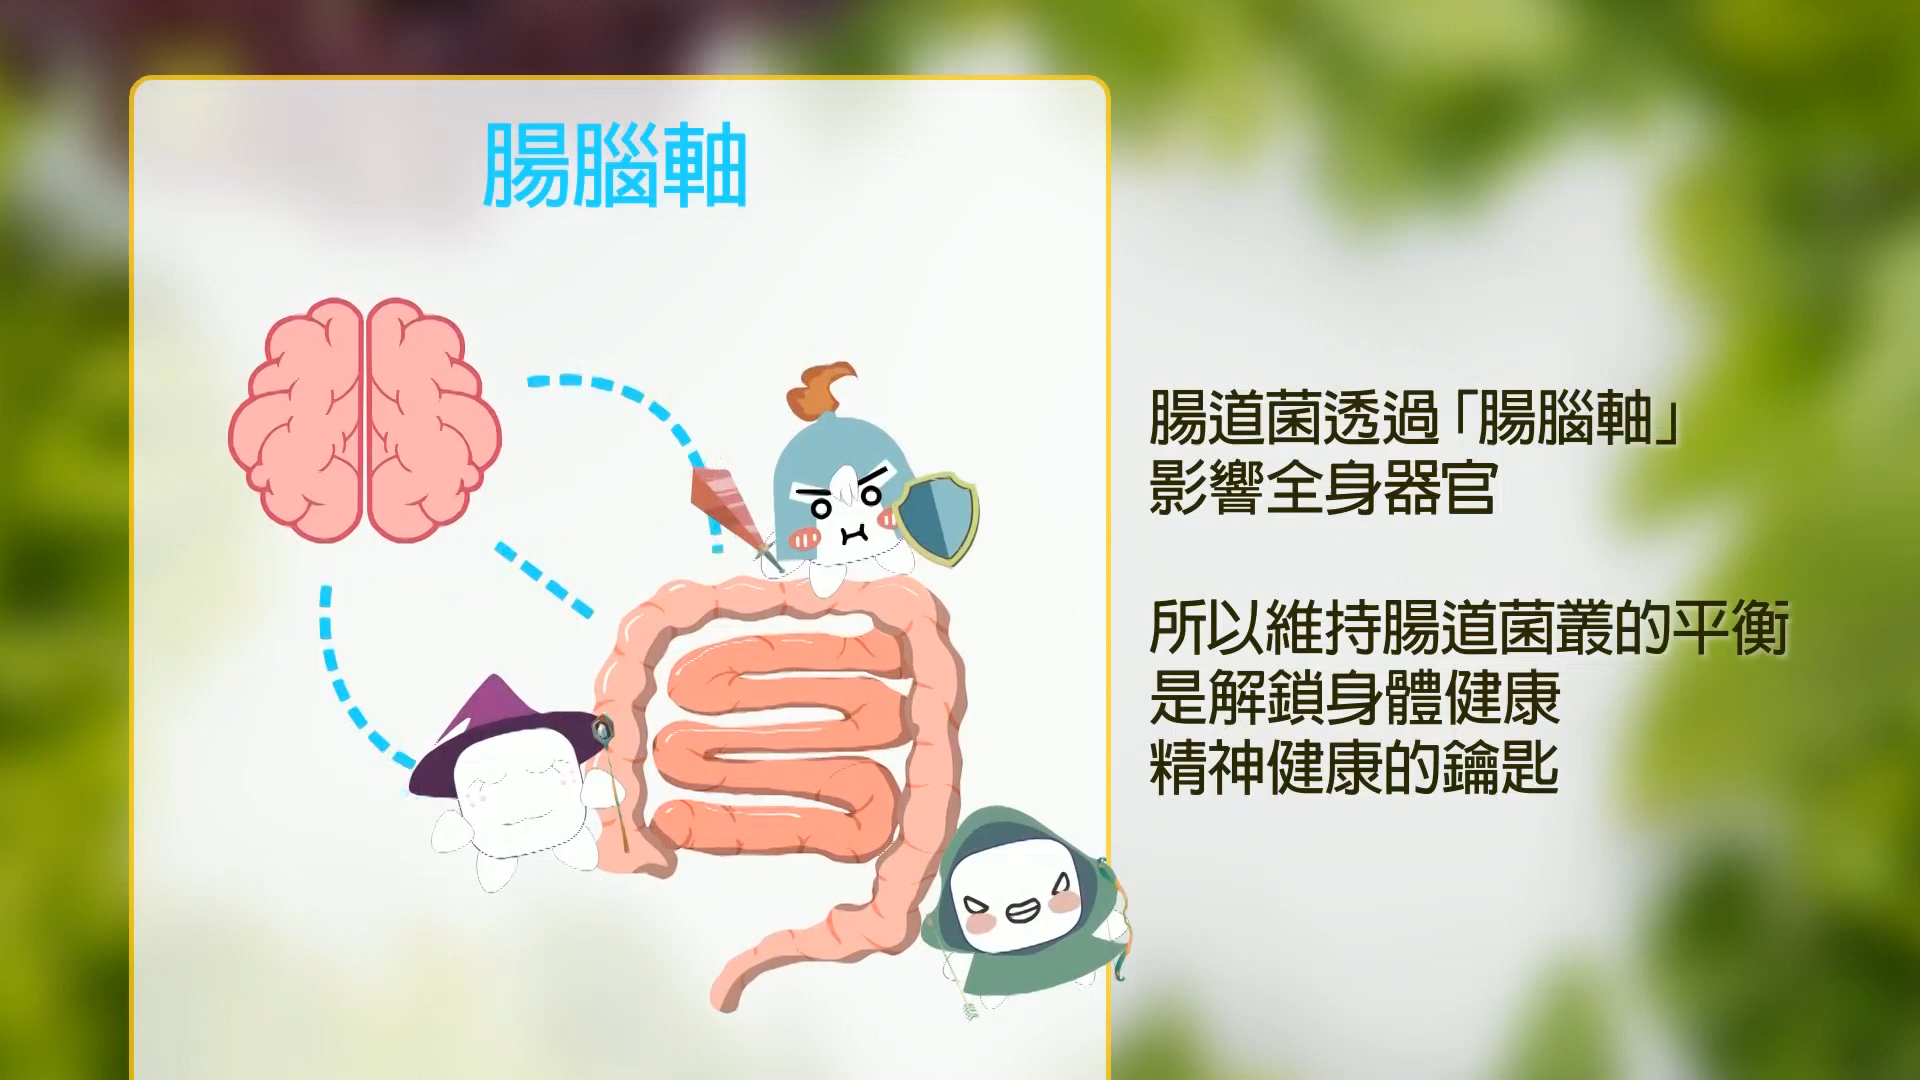 腸腦軸
腸道菌透過「腸腦軸」
影響全身器官
所以維持腸道菌叢的平衡
是解鎖身體健康
精神健康的鑰匙